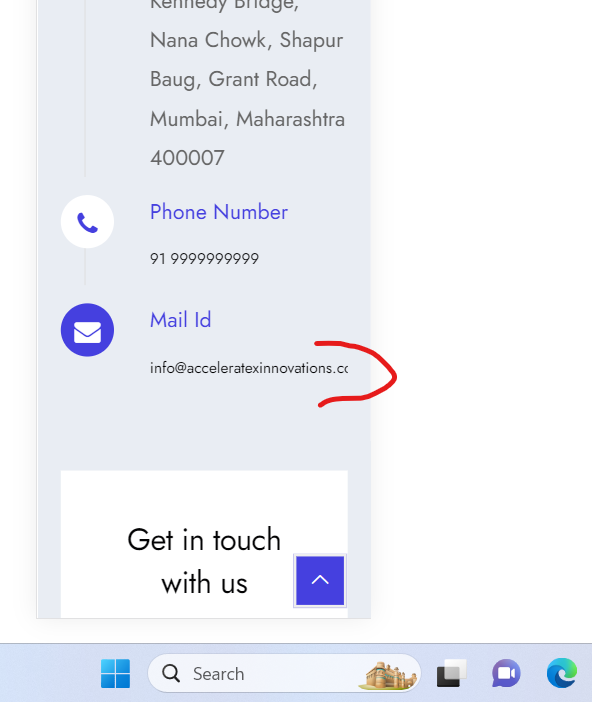 Kennedy Bridge,
Nana Chowk, Shapur
Baug, Grant Road,
Mumbai, Maharashtra
400007
Phone Number
91 9999999999
Mail Id
info@acceleratexinnovations.cc
Get in touch
with us
Search